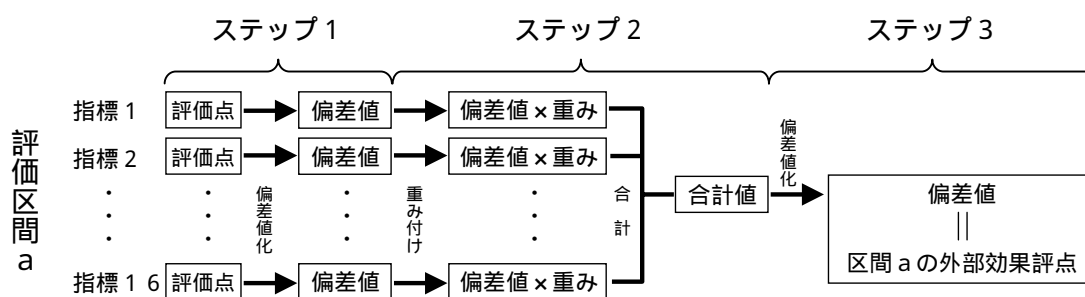 ステップ1 ステップ2 ステップ3
評価区間a
指標1 評価点 偏差値 偏差値×重み
指標2 評価点 偏差値 偏差値×重み
・ ・ ・ ・
・ ・ ・ ・
・ ・ ・ ・
偏差値化
重み付け
合計
指標16 評価点 偏差値 偏差値×重み
合計値
偏差値化
偏差値
||
区間aの外部効果評点